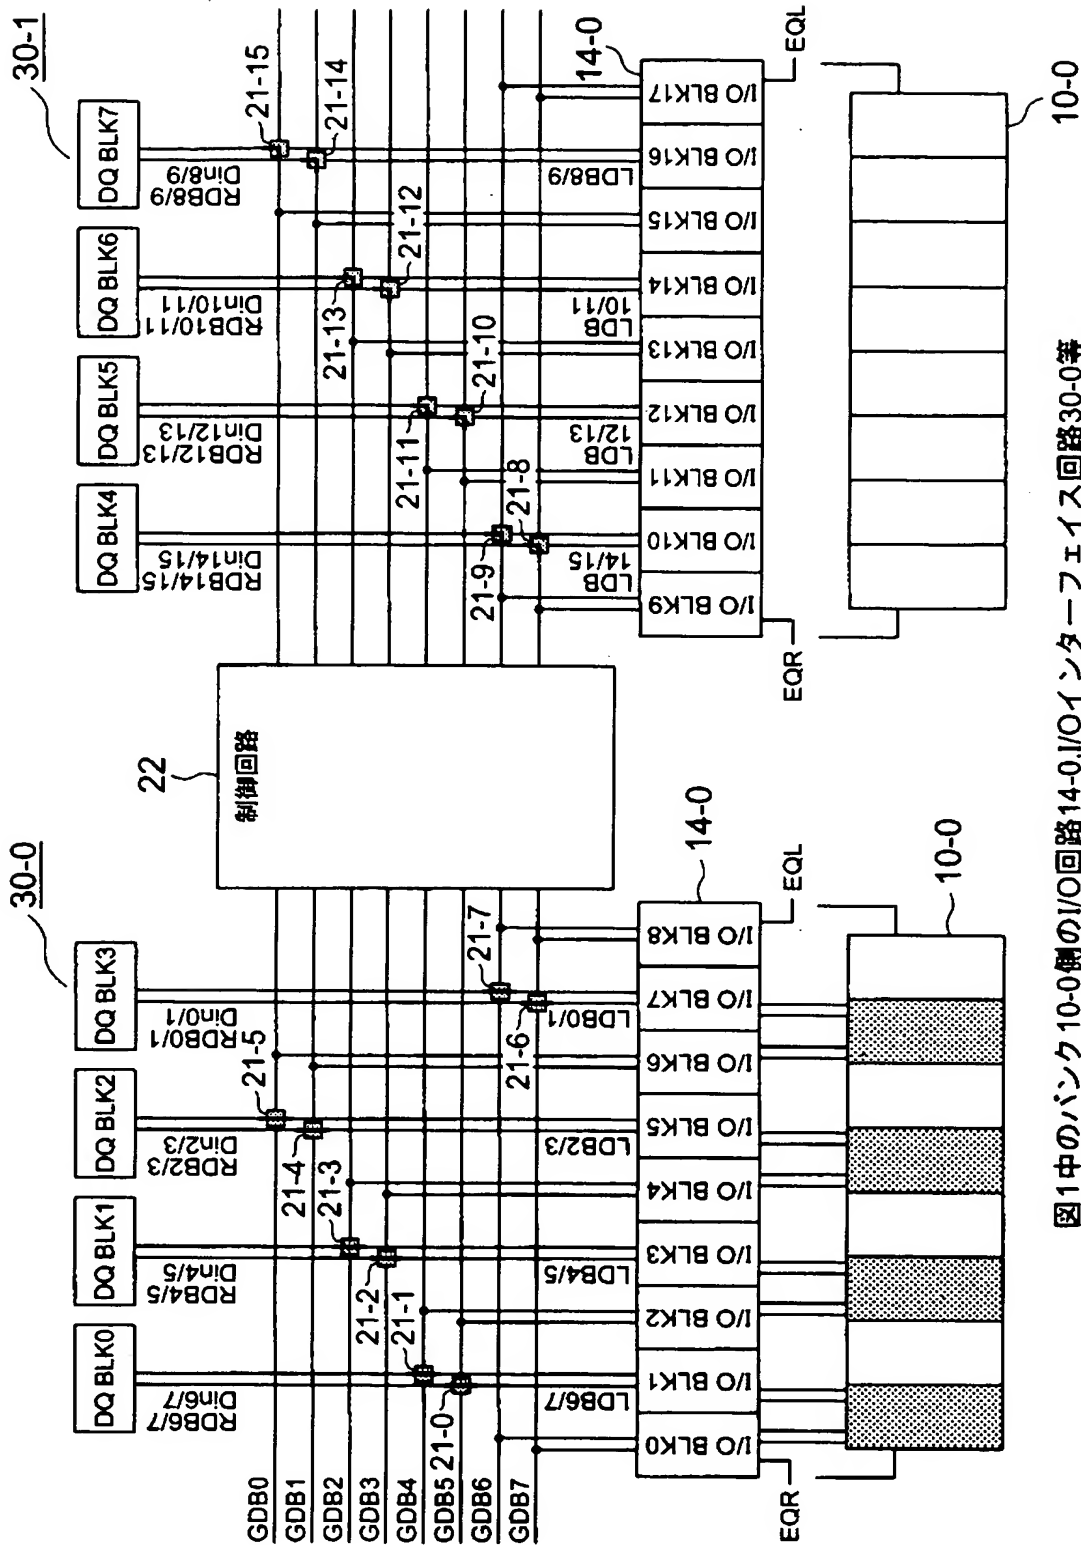 30-0
30-1
DQ BLK0
DQ BLK1
DQ BLK2
DQ BLK3
DQ BLK4
DQ BLK5
DQ BLK6
DQ BLK7
RDB6/7
Din6/7
RDB4/5
Din4/5
RDB2/3
Din2/3
RDB0/1
Din0/1
RDB14/15
Din14/15
RDB12/13
Din12/13
RDB10/11
Din10/11
RDB8/9
Din8/9
GDB0
GDB1
GDB2
GDB3
GDB4
GDB5
GDB6
GDB7
21-0
21-1
21-2
21-3
21-4
21-5
21-6
21-7
22
制御回路
21-8
21-9
21-10
21-11
21-12
21-13
21-14
21-15
LDB6/7
LDB4/5
LDB2/3
LDB0/1
LDB
14/15
LDB
12/13
LDB
10/11
LDB8/9
I/O BLK0
I/O BLK1
I/O BLK2
I/O BLK3
I/O BLK4
I/O BLK5
I/O BLK6
I/O BLK7
I/O BLK8
14-0
I/O BLK9
I/O BLK10
I/O BLK11
I/O BLK12
I/O BLK13
I/O BLK14
I/O BLK15
I/O BLK16
I/O BLK17
14-0
EQR
EQL
EQR
EQL
10-0
10-0
図1中のバンク10-0側のI/O回路14-0,I/Oインターフェイス回路30-0等